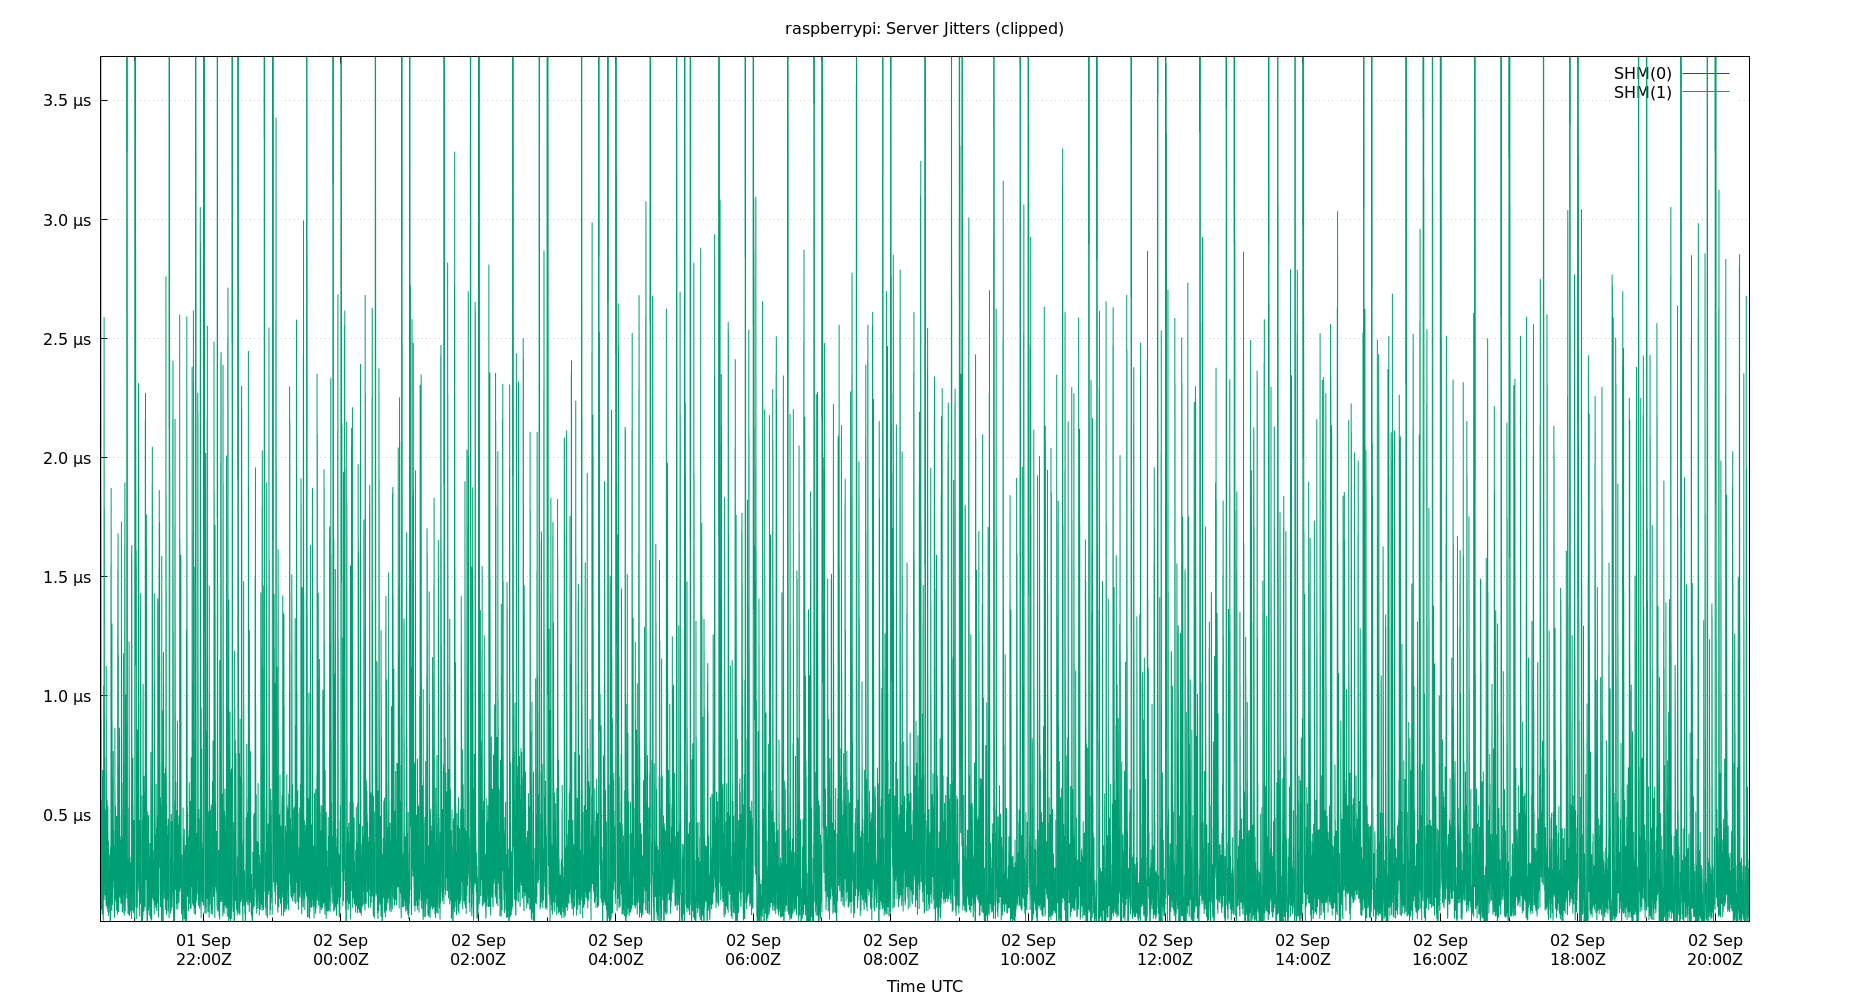 raspberrypi: Server Jitters (clipped)
SHM(0)
SHM(1)
3.5 µs
3.0 µs
2.5 µs
2.0 µs
1.5 µs
1.0 µs
0.5 µs
01 Sep 02 Sep 02 Sep 02 Sep 02 Sep 02 Sep 02 Sep 02 Sep 02 Sep 02 Sep 02 Sep 02 Sep
22:00Z 00:00Z 02:00Z 04:00Z 06:00Z 08:00Z 10:00Z 12:00Z 14:00Z 16:00Z 18:00Z 20:00Z
Time UTC